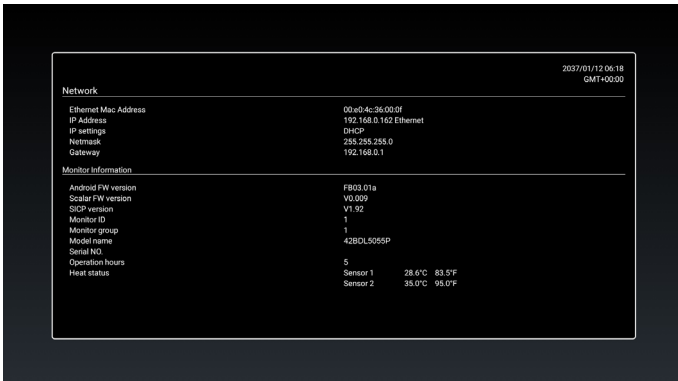 2037/01/12 06:18
GMT+00:00
Network
Ethernet Mac Address 00:e0:4c:36:00:0f
IP Address 192.168.0.162 Ethernet
IP settings DHCP
Netmask 255.255.255.0
Gateway 192.168.0.1
Monitor Information
Android FW version FB03.01a
Scalar FW version V0.009
SICP version V1.92
Monitor ID 1
Monitor group 1
Model name 42BDL5055P
Serial NO.
Operation hours 5
Heat status Sensor 1 28.6°C 83.5°F
Sensor 2 35.0°C 95.0°F